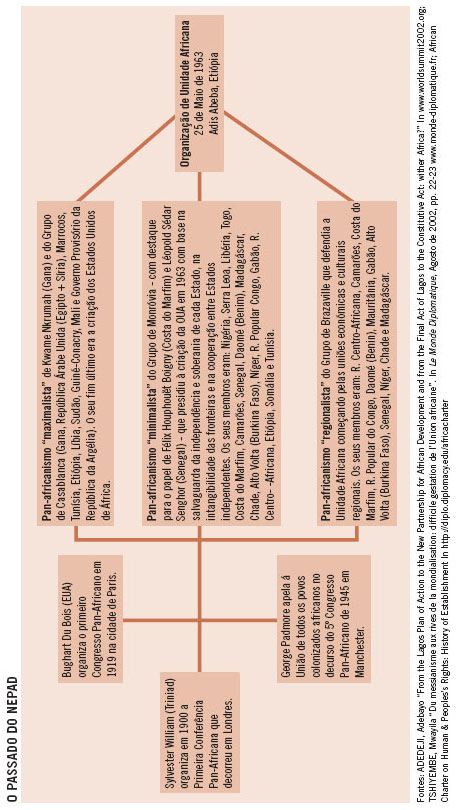 O PASSADO DO NEPAD
Sylvester William (Triniad)
organiza em 1900 a
Primeira Conferência
Pan-Africana que
decorreu em Londres.
Bughart Du Bois (EUA)
organiza o primeiro
Congresso Pan-Africano em
1919 na cidade de Paris.
George Padmore apela á
União de todos os povos
colonizados africanos no
decurso do 5º Congresso
Pan-Africano de 1945 em
Manchester.
Pan-africanismo "maximalista" de Kwame Nkrumah (Gana) e do Grupo
de Casablanca (Gana, República Árabe Unida (Egipto + Síria), Marrocos,
Tunísia, Etiópia, Líbia, Sudão, Guiné-Conacry, Mali e Governo Provisório da
República da Argélia). O seu fim último era a criação dos Estados Unidos
de África.
Pan-africanismo "minimalista" do Grupo de Monróvia – com destaque
para o papel de Félix Houphouët Boigny (Costa do Marfim) e Léopold Sédar
Senghor (Senegal) - que presidiu à criação da OUA em 1963 com base na
salvaguarda da independência e soberania de cada Estado, na
intangibilidade das fronteiras e na cooperação entre Estados
independentes. Os seus membros eram: Nigéria, Serra Leoa, Libéria, Togo,
Costa do Marfim, Camarões, Senegal, Daomé (Benim), Madagáscar,
Chade, Alto Volta (Burkina Faso), Níger, R. Popular Congo, Gabão, R.
Centro–Africana, Etiópia, Somália e Tunísia.
Pan-africanismo "regionalista" do Grupo de Brazaville que defendia a
Unidade Africana começando pelas uniões económicas e culturais
regionais. Os seus membros eram: R. Centro-Africana, Camarões, Costa do
Marfim, R. Popular do Congo, Daomé (Benin), Mauritânia, Gabão, Alto
Volta (Burkina Faso), Senegal, Níger, Chade e Madagáscar.
Organização de Unidade Africana
25 de Maio de 1963
Adis Abeba, Etiópia
Fontes: ADEDEJI, Adebayo "From the Lagos Plan of Action to the New Partnership for African Development and from the Final Act of Lagos to the Constitutive Act: wither Africa?" In www.worldsummit2002.org;
TSHIYEMBE, Mwayila "Du messianisme aux rives de la mondialisation: difficile gestation de l'Union africaine". In Le Monde Diplomatique, Agosto de 2002, pp. 22-23 www.monde-diplomatique.fr; African
Charter on Human & Peoples's Rights: History of Establishment In http://diplo.diplomacy.edu/africacharter